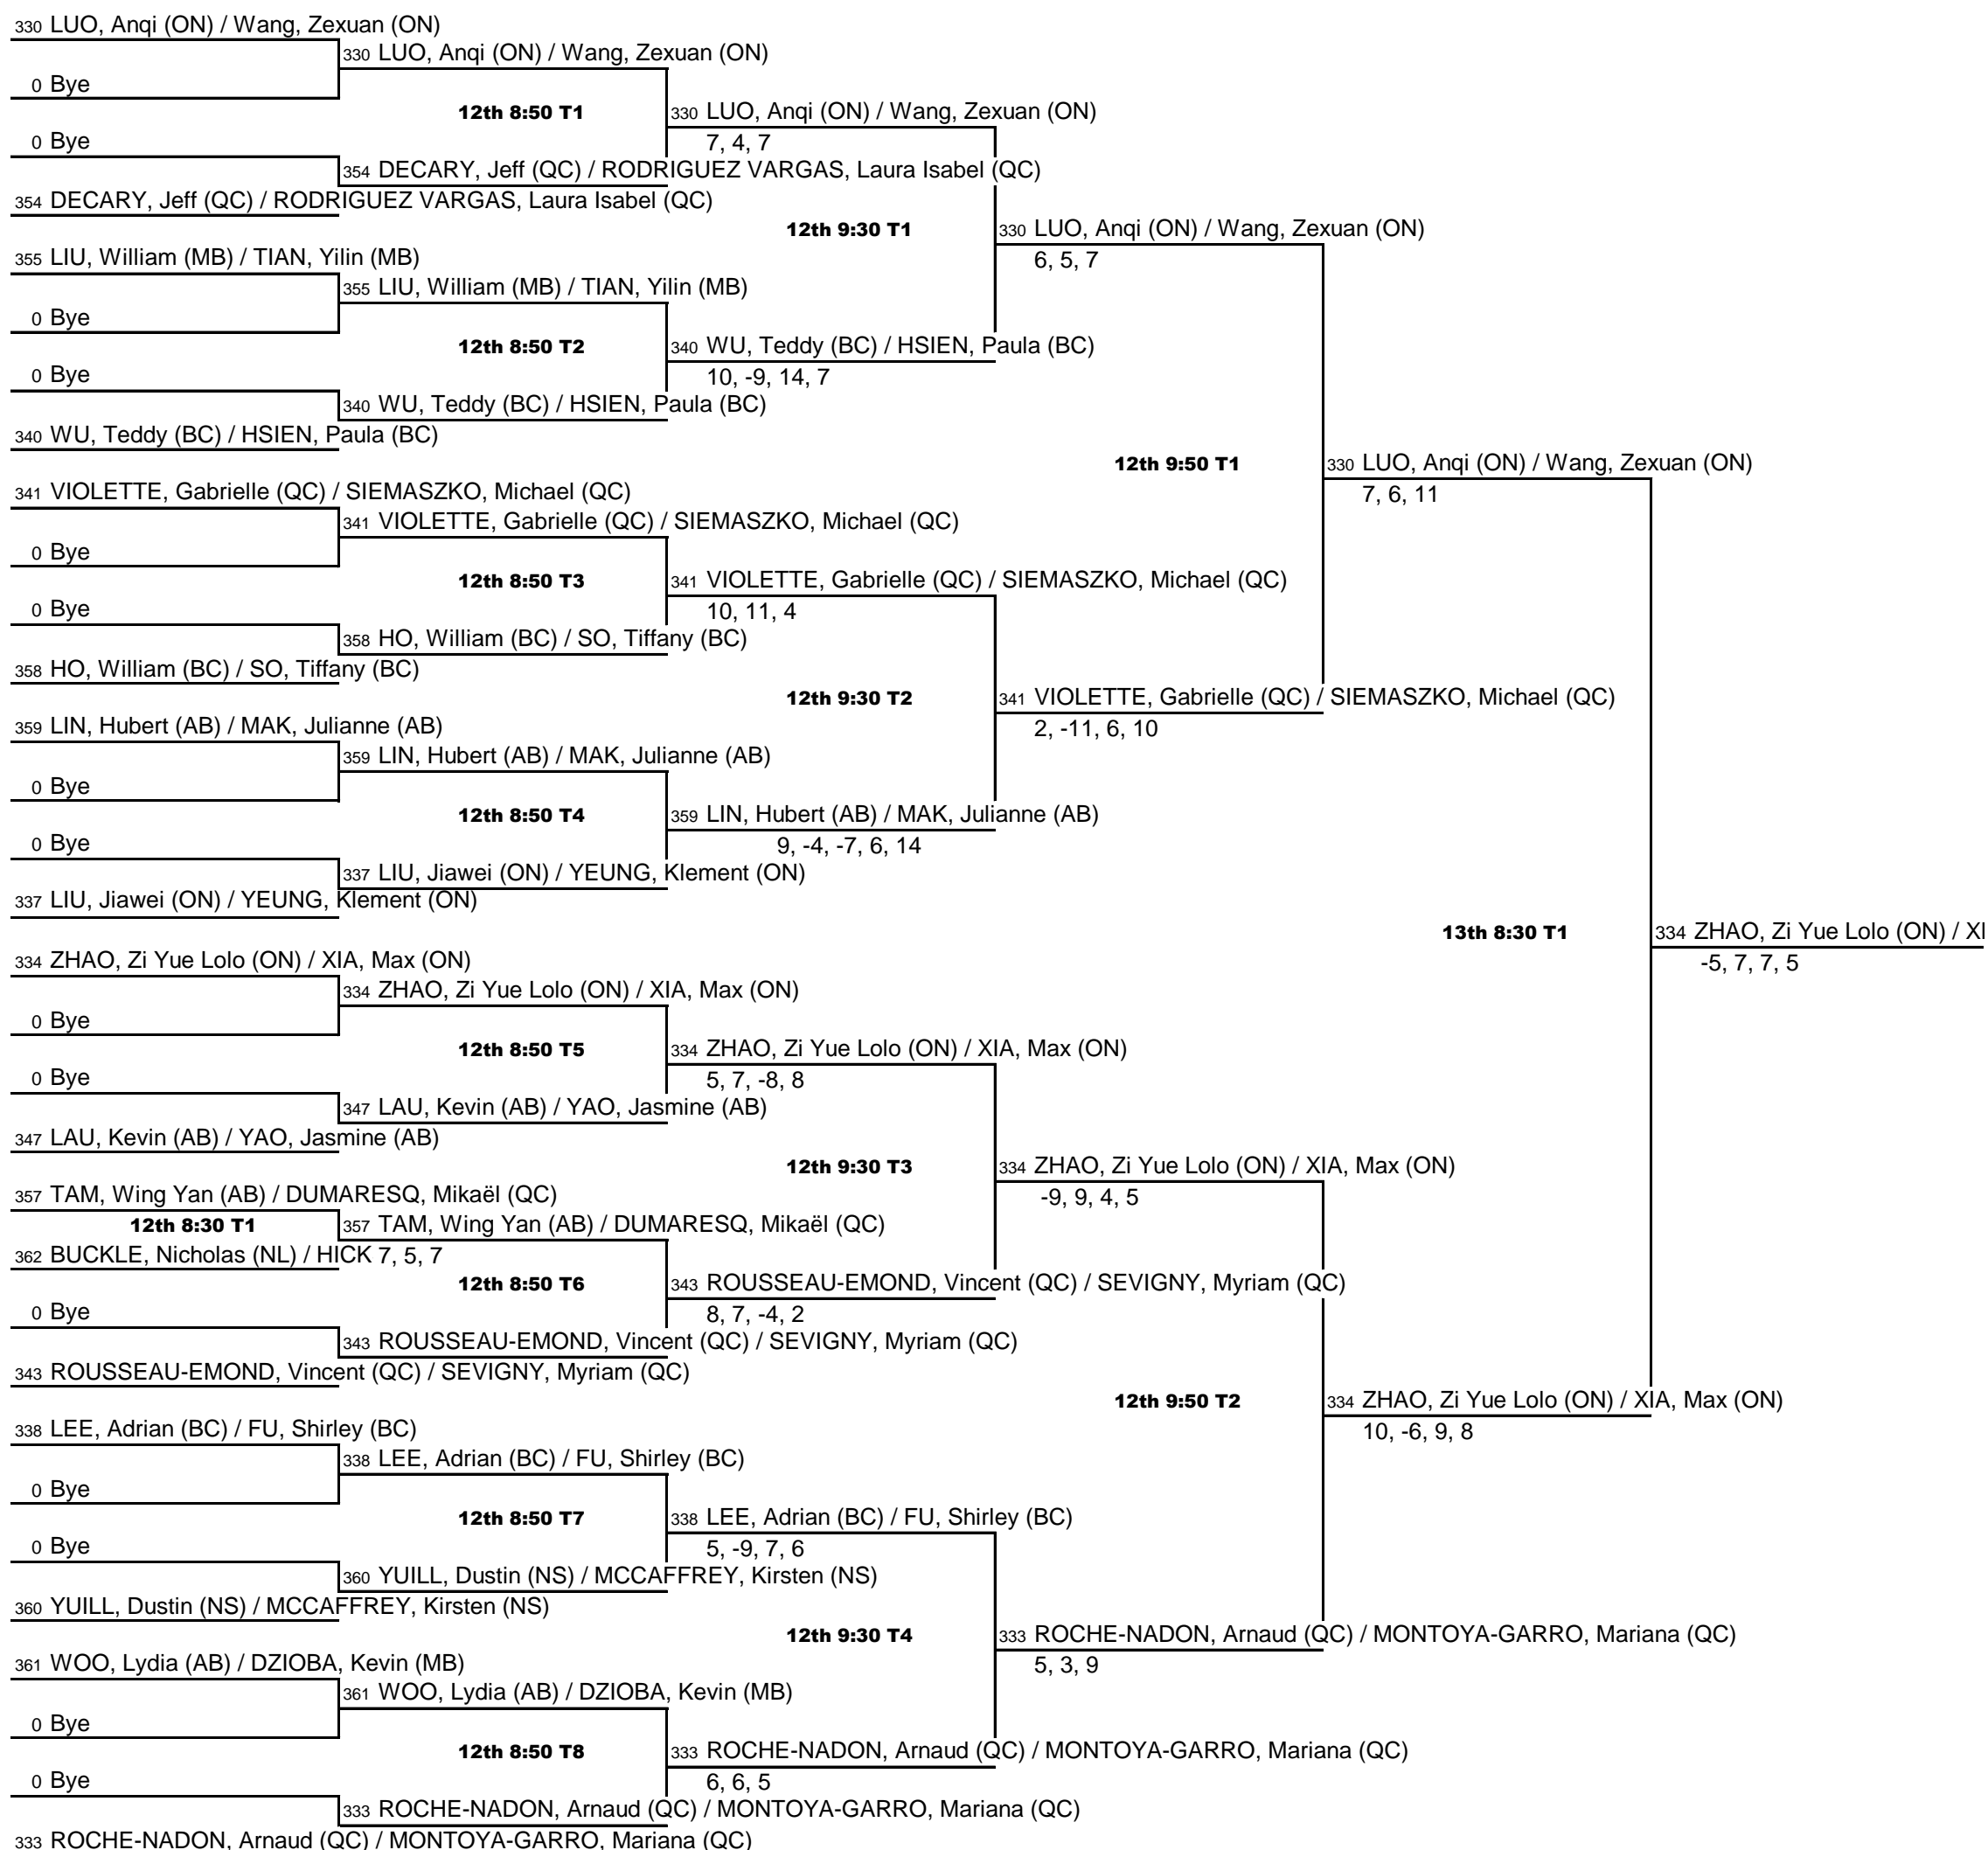 330 LUO, Anqi (ON) / Wang, Zexuan (ON)
330 LUO, Anqi (ON) / Wang, Zexuan (ON)
0 Bye
12th 8:50 T1
330 LUO, Anqi (ON) / Wang, Zexuan (ON)
7, 4, 7
0 Bye
354 DECARY, Jeff (QC) / RODRIGUEZ VARGAS, Laura Isabel (QC)
354 DECARY, Jeff (QC) / RODRIGUEZ VARGAS, Laura Isabel (QC)
12th 9:30 T1
330 LUO, Anqi (ON) / Wang, Zexuan (ON)
6, 5, 7
355 LIU, William (MB) / TIAN, Yilin (MB)
355 LIU, William (MB) / TIAN, Yilin (MB)
0 Bye
12th 8:50 T2
340 WU, Teddy (BC) / HSIEN, Paula (BC)
10, -9, 14, 7
0 Bye
340 WU, Teddy (BC) / HSIEN, Paula (BC)
340 WU, Teddy (BC) / HSIEN, Paula (BC)
12th 9:50 T1
330 LUO, Anqi (ON) / Wang, Zexuan (ON)
7, 6, 11
341 VIOLETTE, Gabrielle (QC) / SIEMASZKO, Michael (QC)
341 VIOLETTE, Gabrielle (QC) / SIEMASZKO, Michael (QC)
0 Bye
12th 8:50 T3
341 VIOLETTE, Gabrielle (QC) / SIEMASZKO, Michael (QC)
10, 11, 4
0 Bye
358 HO, William (BC) / SO, Tiffany (BC)
358 HO, William (BC) / SO, Tiffany (BC)
12th 9:30 T2
341 VIOLETTE, Gabrielle (QC) / SIEMASZKO, Michael (QC)
2, -11, 6, 10
359 LIN, Hubert (AB) / MAK, Julianne (AB)
359 LIN, Hubert (AB) / MAK, Julianne (AB)
0 Bye
12th 8:50 T4
359 LIN, Hubert (AB) / MAK, Julianne (AB)
9, -4, -7, 6, 14
0 Bye
337 LIU, Jiawei (ON) / YEUNG, Klement (ON)
337 LIU, Jiawei (ON) / YEUNG, Klement (ON)
13th 8:30 T1
334 ZHAO, Zi Yue Lolo (ON) / XI
-5, 7, 7, 5
334 ZHAO, Zi Yue Lolo (ON) / XIA, Max (ON)
334 ZHAO, Zi Yue Lolo (ON) / XIA, Max (ON)
0 Bye
12th 8:50 T5
334 ZHAO, Zi Yue Lolo (ON) / XIA, Max (ON)
5, 7, -8, 8
0 Bye
347 LAU, Kevin (AB) / YAO, Jasmine (AB)
347 LAU, Kevin (AB) / YAO, Jasmine (AB)
12th 9:30 T3
334 ZHAO, Zi Yue Lolo (ON) / XIA, Max (ON)
-9, 9, 4, 5
357 TAM, Wing Yan (AB) / DUMARESQ, Mikaël (QC)
12th 8:30 T1
357 TAM, Wing Yan (AB) / DUMARESQ, Mikaël (QC)
362 BUCKLE, Nicholas (NL) / HICK 7, 5, 7
12th 8:50 T6
343 ROUSSEAU-EMOND, Vincent (QC) / SEVIGNY, Myriam (QC)
8, 7, -4, 2
0 Bye
343 ROUSSEAU-EMOND, Vincent (QC) / SEVIGNY, Myriam (QC)
343 ROUSSEAU-EMOND, Vincent (QC) / SEVIGNY, Myriam (QC)
12th 9:50 T2
334 ZHAO, Zi Yue Lolo (ON) / XIA, Max (ON)
10, -6, 9, 8
338 LEE, Adrian (BC) / FU, Shirley (BC)
338 LEE, Adrian (BC) / FU, Shirley (BC)
0 Bye
12th 8:50 T7
338 LEE, Adrian (BC) / FU, Shirley (BC)
5, -9, 7, 6
0 Bye
360 YUILL, Dustin (NS) / MCCAFFREY, Kirsten (NS)
360 YUILL, Dustin (NS) / MCCAFFREY, Kirsten (NS)
12th 9:30 T4
333 ROCHE-NADON, Arnaud (QC) / MONTOYA-GARRO, Mariana (QC)
5, 3, 9
361 WOO, Lydia (AB) / DZIOBA, Kevin (MB)
361 WOO, Lydia (AB) / DZIOBA, Kevin (MB)
0 Bye
12th 8:50 T8
333 ROCHE-NADON, Arnaud (QC) / MONTOYA-GARRO, Mariana (QC)
6, 6, 5
0 Bye
333 ROCHE-NADON, Arnaud (QC) / MONTOYA-GARRO, Mariana (QC)
333 ROCHE-NADON, Arnaud (QC) / MONTOYA-GARRO, Mariana (QC)